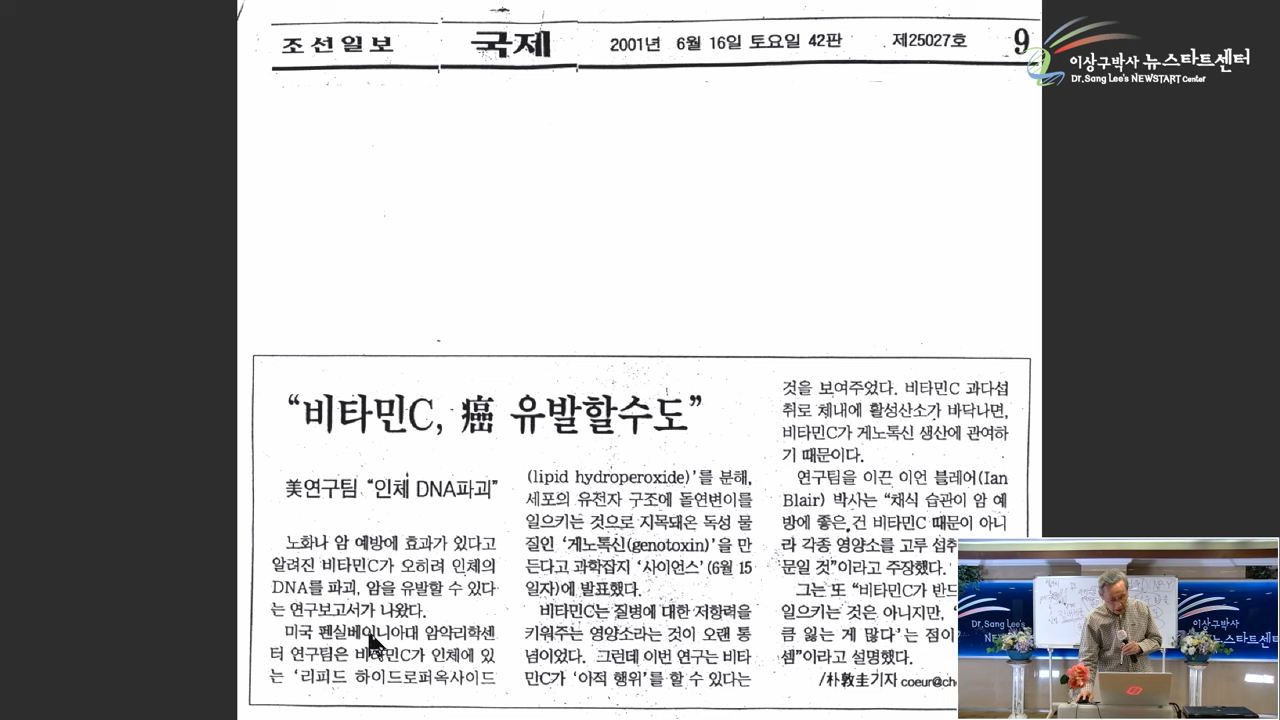 조선일보 국제 2001년 6월 16일 토요일 42판 제25027호 9
이상구박사 뉴스타트센터
Dr. Sang Lee's NEWSTART Center
“비타민C, 癌 유발할수도”
美연구팀 “인체 DNA파괴”
노화나 암 예방에 효과가 있다고
알려진 비타민C가 오히려 인체의
DNA를 파괴, 암을 유발할 수 있다
는 연구보고서가 나왔다.
미국 펜실베이니아대 암약리학센
터 연구팀은 비타민C가 인체에 있
는 ‘리피드 하이드로퍼옥사이드
(lipid hydroperoxide)’를 분해,
세포의 유전자 구조에 돌연변이를
일으키는 것으로 지목돼온 독성 물
질인 ‘게노톡신(genotoxin)’을 만
든다고 과학잡지 ‘사이언스’(6월 15
일자)에 발표했다.
비타민C는 질병에 대한 저항력을
키워주는 영양소라는 것이 오랜 통
념이었다. 그런데 이번 연구는 비타
민C가 ‘이적 행위’를 할 수 있다는
것을 보여주었다. 비타민C 과다섭
취로 체내에 활성산소가 바닥나면,
비타민C가 게노톡신 생산에 관여하
기 때문이다.
연구팀을 이끈 이언 블레어(Ian
Blair) 박사는 “채식 습관이 암 예
방에 좋은 건 비타민C 때문이 아니
라 각종 영양소를 고루 섭취
문일 것”이라고 주장했다.
그는 또 “비타민C가 반드
일으키는 것은 아니지만, ‘
큼 잃는 게 많다’는 점이
셈”이라고 설명했다.
/朴敦圭기자 coeur@ch
Dr.Sang Lee's
이상구박사
뉴스타트센터